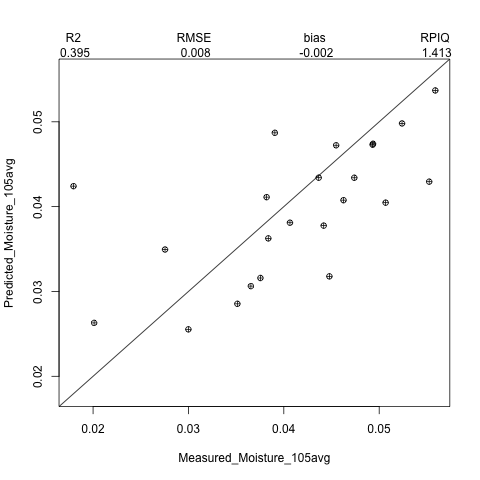 R2 RMSE bias RPIQ
0.395 0.008 -0.002 1.413
0.05
0.04
0.03
0.02
Predicted_Moisture_105avg
0.02 0.03 0.04 0.05
Measured_Moisture_105avg